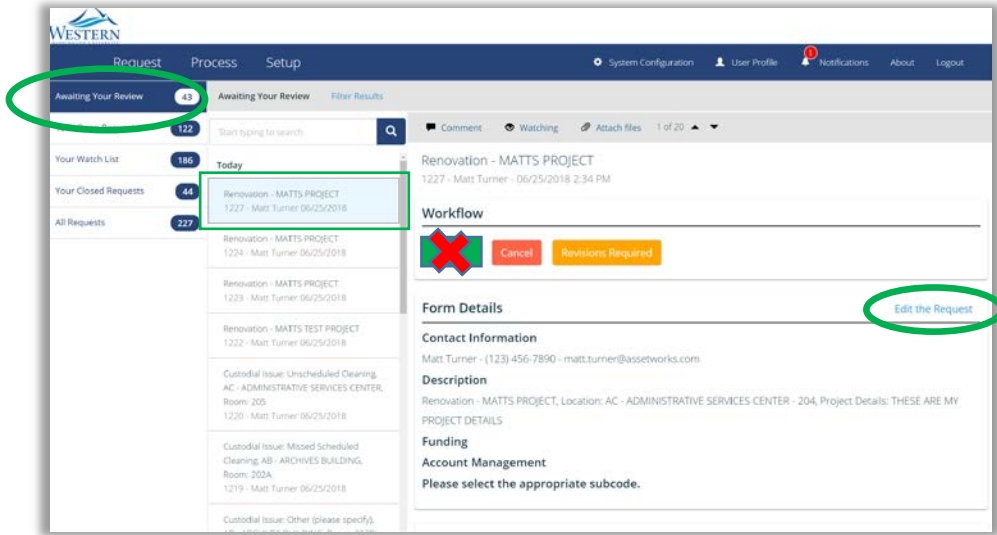 WESTERN
Request Process Setup
System Configuration User Profile 1 Notifications About Logout
Awaiting Your Review 43
122
Your Watch List 186
Your Closed Requests 44
All Requests 227
Awaiting Your Review Filter Results
Start typing to search
Today
Renovation - MATTS PROJECT
1227 - Matt Turner 06/25/2018
Renovation - MATTS PROJECT
1224 - Matt Turner 06/25/2018
Renovation - MATTS PROJECT
1223 - Matt Turner 06/25/2018
Renovation - MATTS TEST PROJECT
1222 - Matt Turner 06/25/2018
Custodial Issue: Unscheduled Cleaning,
AC - ADMINISTRATIVE SERVICES CENTER,
Room: 205
1220 - Matt Turner 06/25/2018
Custodial Issue: Missed Scheduled
Cleaning, AB - ARCHIVES BUILDING,
Room: 202A
1219 - Matt Turner 06/25/2018
Custodial Issue: Other (please specify),
Comment Watching Attach files 1 of 20
Renovation - MATTS PROJECT
1227 - Matt Turner - 06/25/2018 2:34 PM
Workflow
Cancel Revisions Required
Form Details Edit the Request
Contact Information
Matt Turner - (123) 456-7890 - matt.turner@assetworks.com
Description
Renovation - MATTS PROJECT, Location: AC - ADMINISTRATIVE SERVICES CENTER - 204, Project Details: THESE ARE MY
PROJECT DETAILS
Funding
Account Management
Please select the appropriate subcode.